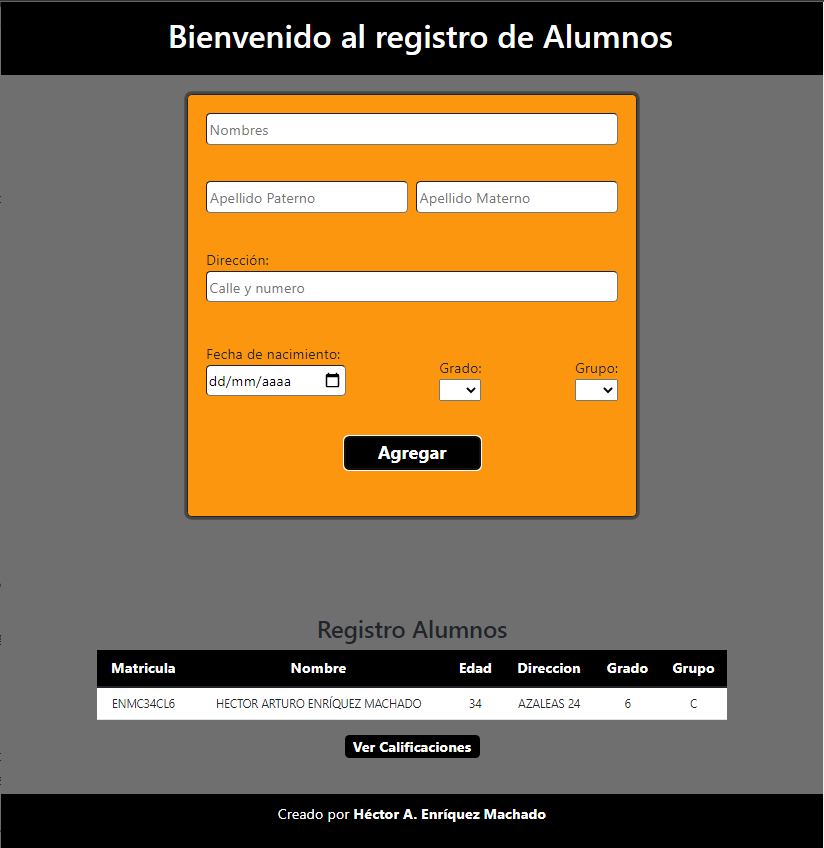 Bienvenido al registro de Alumnos
Nombres
Apellido Paterno Apellido Materno
Dirección:
Calle y numero
Fecha de nacimiento:
Grado: Grupo:
dd/mm/aaaa
Agregar
Registro Alumnos
Matricula Nombre Edad Direccion Grado Grupo
ENMC34CL6 HECTOR ARTURO ENRÍQUEZ MACHADO 34 AZALEAS 24 6 C
Ver Calificaciones
Creado por Héctor A. Enríquez Machado